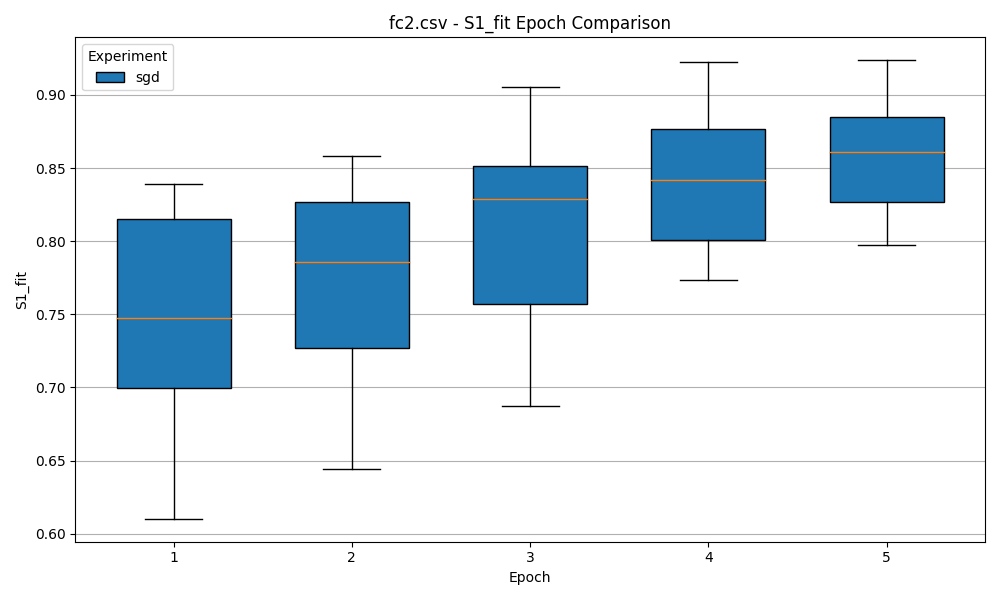 fc2.csv - S1_fit Epoch Comparison
Experiment
sgd
S1_fit
0.90
0.85
0.80
0.75
0.70
0.65
0.60
1 2 3 4 5
Epoch